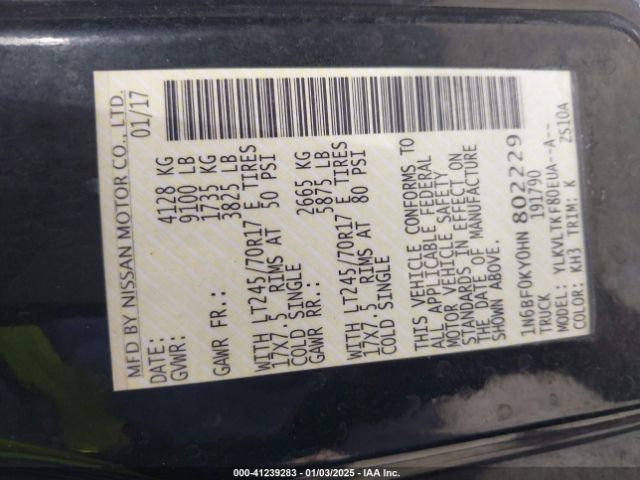 MFD BY NISSAN MOTOR CO., LTD.
DATE: 01/17
GVWR: 4128 KG
9100 LB
GAWR FR.: 1735 KG
3825 LB
WITH LT245/70R17 E TIRES
17X7.5 RIMS AT 50 PSI
COLD SINGLE
GAWR RR.: 2665 KG
5875 LB
WITH LT245/70R17 E TIRES
17X7.5 RIMS AT 80 PSI
COLD SINGLE
THIS VEHICLE CONFORMS TO
ALL APPLICABLE FEDERAL
MOTOR VEHICLE SAFETY
STANDARDS IN EFFECT ON
THE DATE OF MANUFACTURE
SHOWN ABOVE.
1N6BF0KY0HN 802229
TRUCK 191790
MODEL: YLKVLTK F80EUA--A--
COLOR: KH3 TRIM: K ZS10A
000-41239283 - 01/03/2025 - IAA Inc.